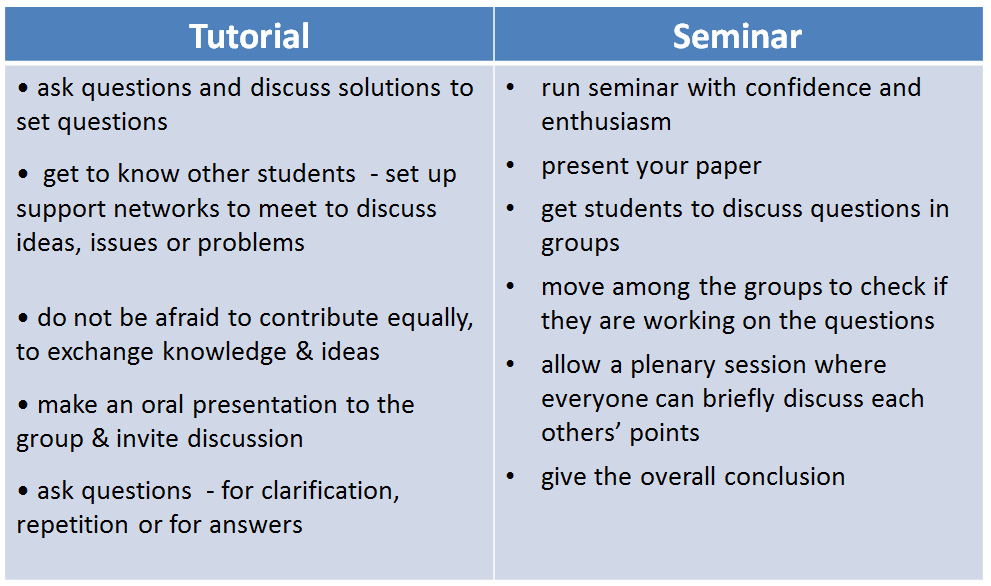 Tutorial
• ask questions and discuss solutions to
set questions
•  get to know other students  - set up
support networks to meet to discuss
ideas, issues or problems
• do not be afraid to contribute equally,
to exchange knowledge & ideas
• make an oral presentation to the
group & invite discussion
• ask questions  - for clarification,
repetition or for answers
Seminar
• run seminar with confidence and
enthusiasm
• present your paper
• get students to discuss questions in
groups
• move among the groups to check if
they are working on the questions
• allow a plenary session where
everyone can briefly discuss each
others’ points
• give the overall conclusion